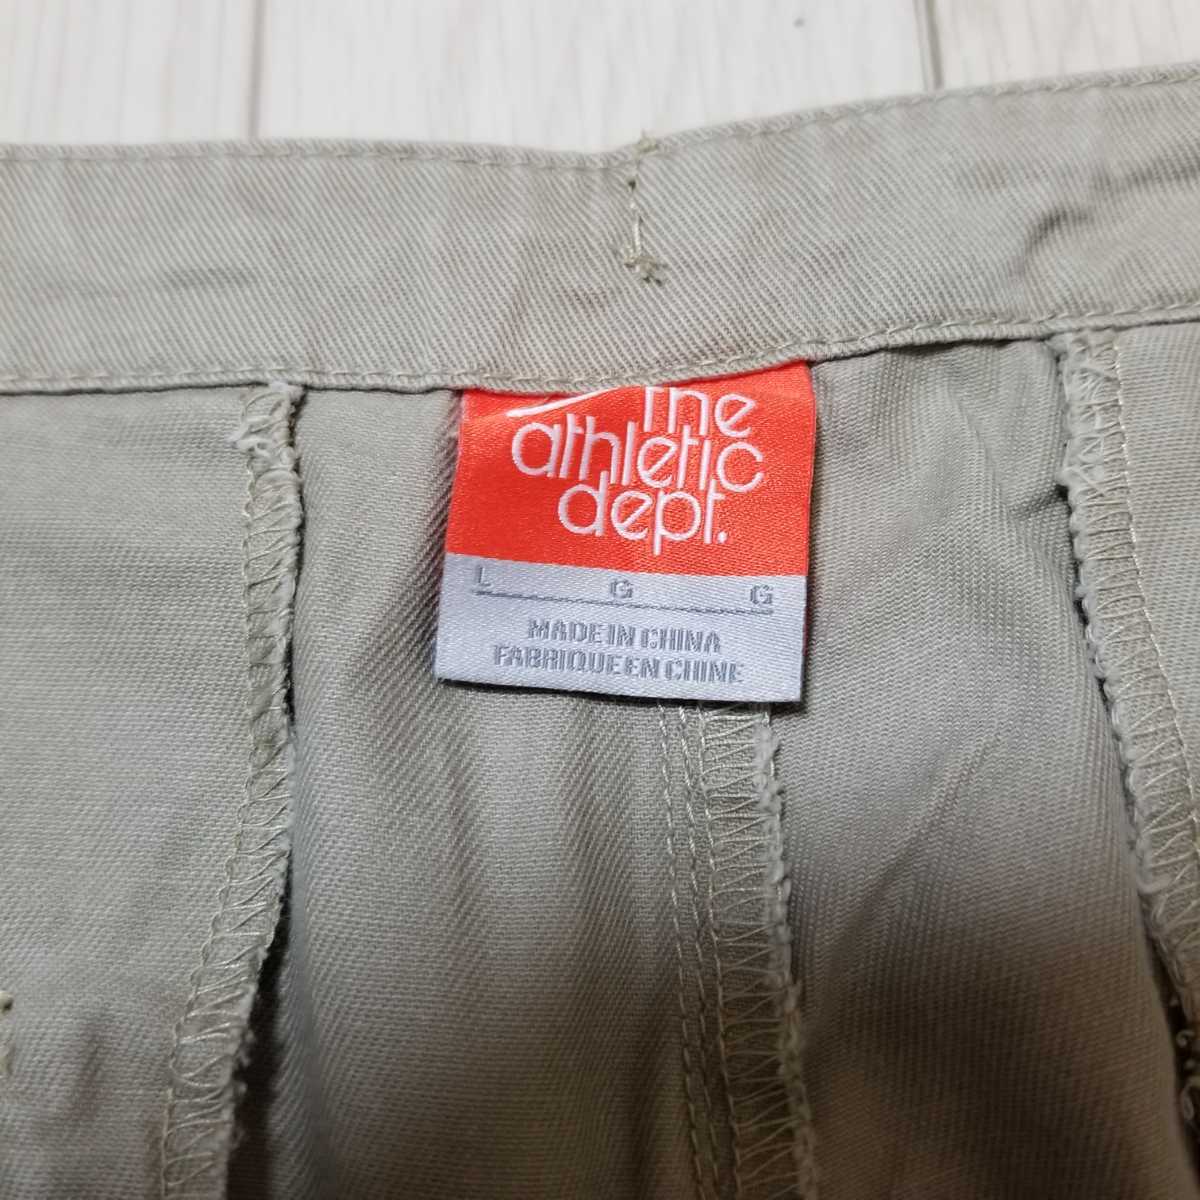 The
athletic
dept.
L G G
MADE IN CHINA
FABRIQUE EN CHINE